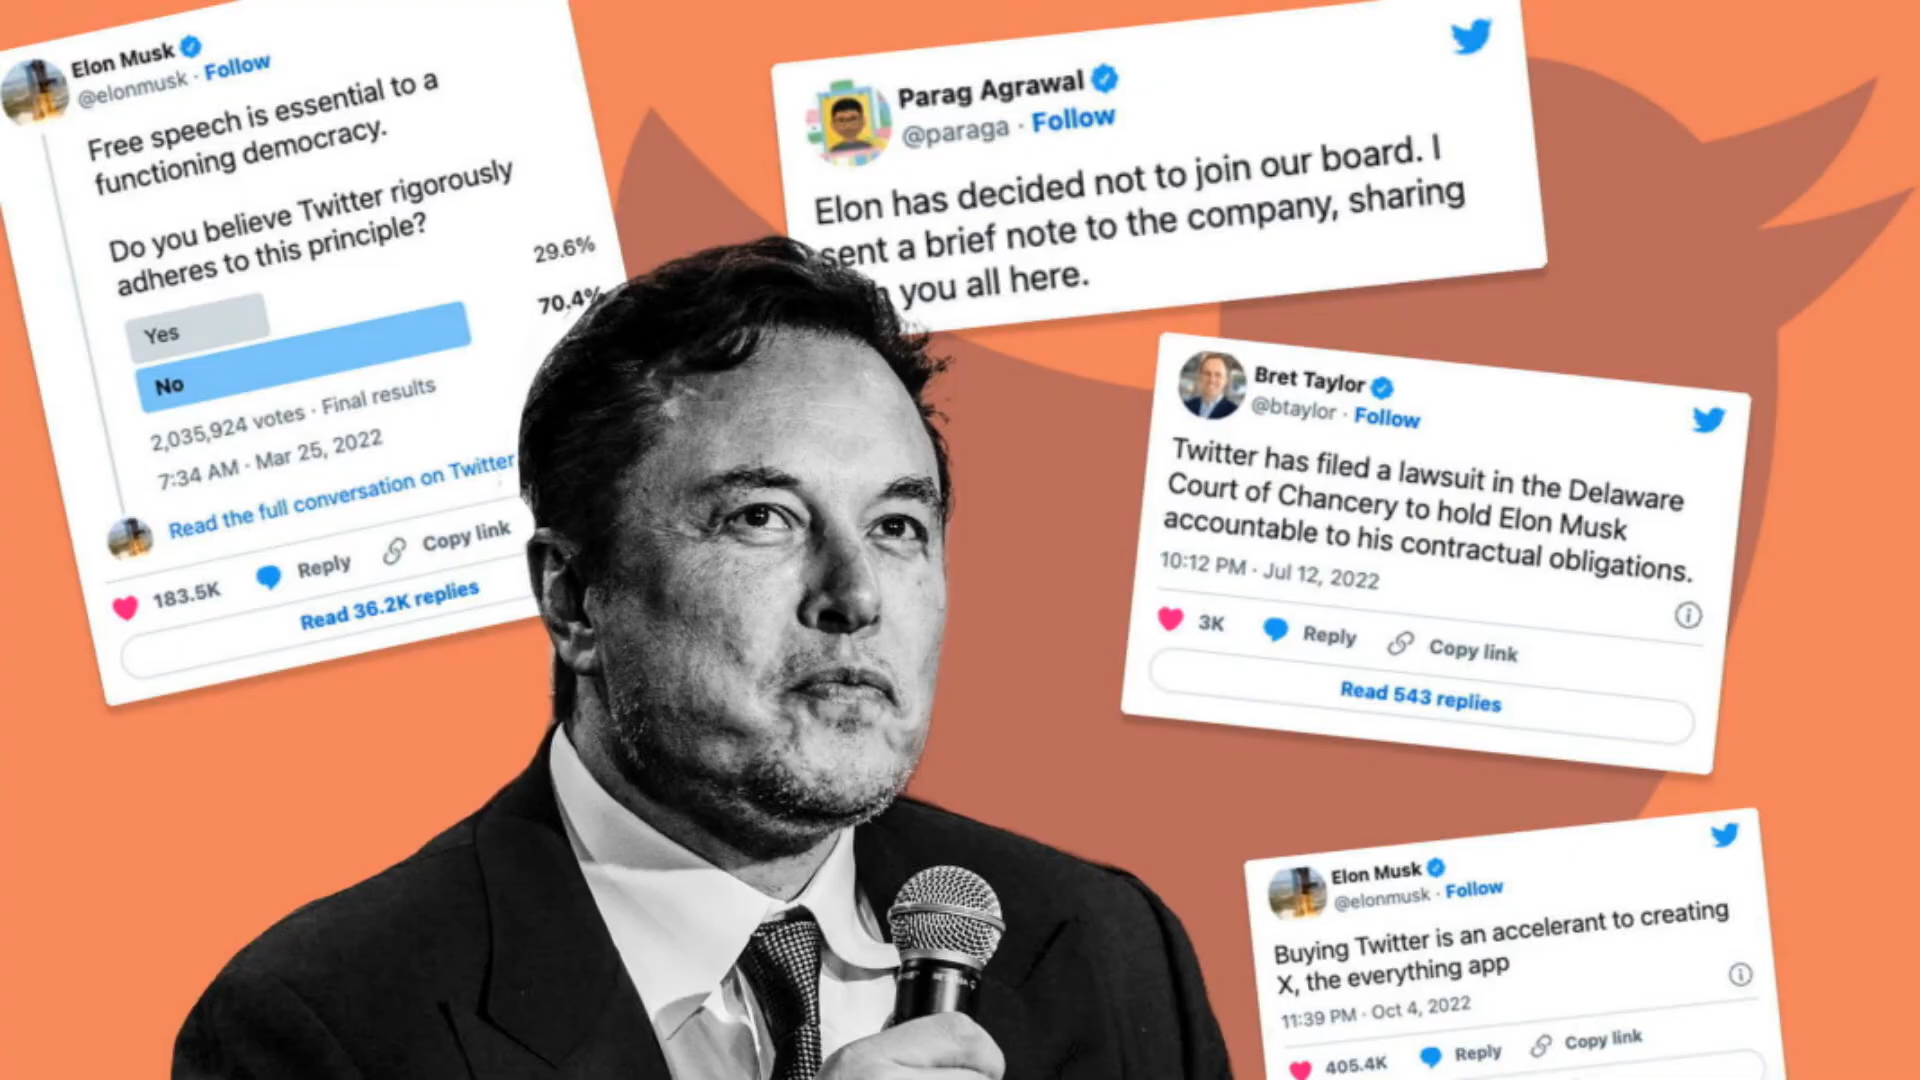 Elon Musk
@elonmusk · Follow
Free speech is essential to a
functioning democracy.
Do you believe Twitter rigorously
adheres to this principle?
29.6%
70.4%
Yes
No
2,035,924 votes · Final results
7:34 AM · Mar 25, 2022
Read the full conversation on Twitter
183.5K Reply Copy link
Read 36.2K replies
Parag Agrawal
@paraga · Follow
Elon has decided not to join our board. I
sent a brief note to the company, sharing
you all here.
Bret Taylor
@btaylor · Follow
Twitter has filed a lawsuit in the Delaware
Court of Chancery to hold Elon Musk
accountable to his contractual obligations.
10:12 PM · Jul 12, 2022
3K Reply Copy link
Read 543 replies
Elon Musk
@elonmusk · Follow
Buying Twitter is an accelerant to creating
X, the everything app
11:39 PM · Oct 4, 2022
405.4K Reply Copy link